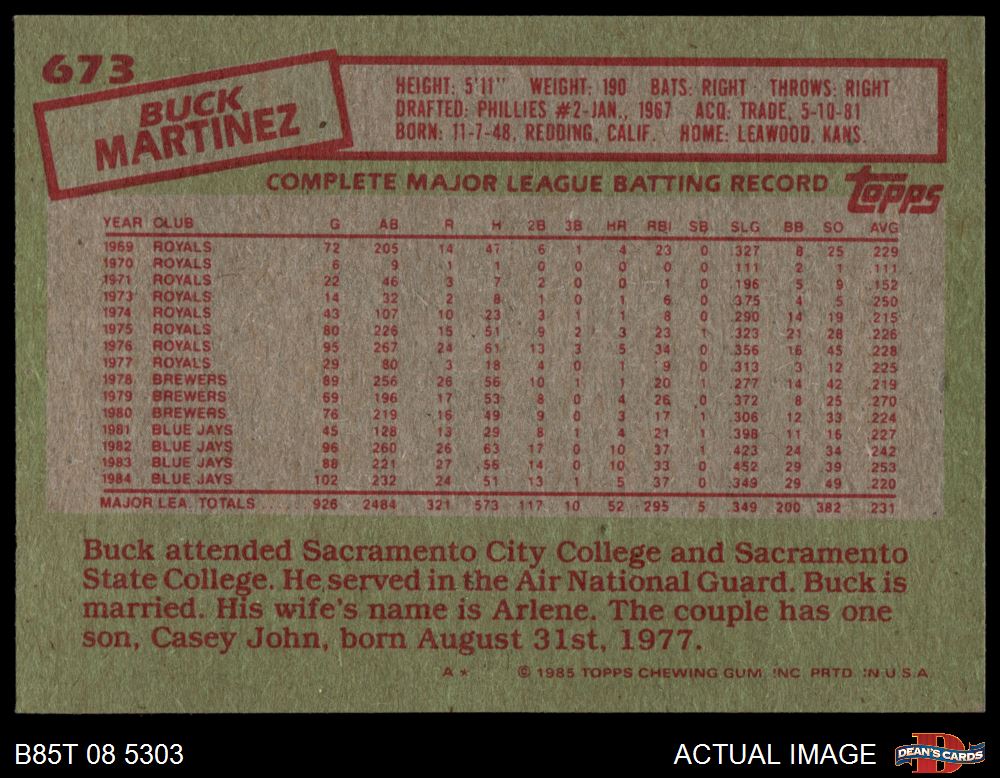 673
BUCK
MARTINEZ
HEIGHT: 5'11" WEIGHT: 190 BATS: RIGHT THROWS: RIGHT
DRAFTED: PHILLIES #2-JAN., 1967 ACQ: TRADE, 5-10-81
BORN: 11-7-48, REDDING, CALIF. HOME: LEAWOOD, KANS.
COMPLETE MAJOR LEAGUE BATTING RECORD TOPPS
YEAR CLUB G AB R H 2B 3B HR RBI SB SLG BB SO AVG
1969 ROYALS 72 205 14 47 6 1 4 23 0 .327 8 25 .229
1970 ROYALS 6 9 1 1 0 0 0 0 0 .111 2 1 .111
1971 ROYALS 22 46 3 7 2 0 0 1 0 .196 5 9 .152
1973 ROYALS 14 32 2 8 1 0 1 6 0 .375 4 5 .250
1974 ROYALS 43 107 10 23 3 1 1 8 0 .290 14 19 .215
1975 ROYALS 80 226 15 51 9 2 3 23 1 .323 21 28 .226
1976 ROYALS 95 267 24 61 13 3 5 34 0 .356 16 45 .228
1977 ROYALS 29 80 3 18 4 0 1 9 0 .313 3 12 .225
1978 BREWERS 89 256 26 56 10 1 1 20 1 .277 14 42 .219
1979 BREWERS 69 196 17 53 8 0 4 26 0 .372 8 25 .270
1980 BREWERS 76 219 16 49 9 0 3 17 1 .306 12 33 .224
1981 BLUE JAYS 45 128 13 29 8 1 4 21 1 .398 11 16 .227
1982 BLUE JAYS 96 260 26 63 17 0 10 37 1 .423 24 34 .242
1983 BLUE JAYS 88 221 27 56 14 0 10 33 0 .452 29 39 .253
1984 BLUE JAYS 102 232 24 51 13 1 5 37 0 .349 29 49 .220
MAJOR LEA. TOTALS 926 2484 321 573 117 10 52 295 5 .349 200 382 .231
Buck attended Sacramento City College and Sacramento
State College. He served in the Air National Guard. Buck is
married. His wife's name is Arlene. The couple has one
son, Casey John, born August 31st, 1977.
A* © 1985 TOPPS CHEWING GUM INC PRTD IN U.S.A
B85T 08 5303 ACTUAL IMAGE DEAN'S CARDS